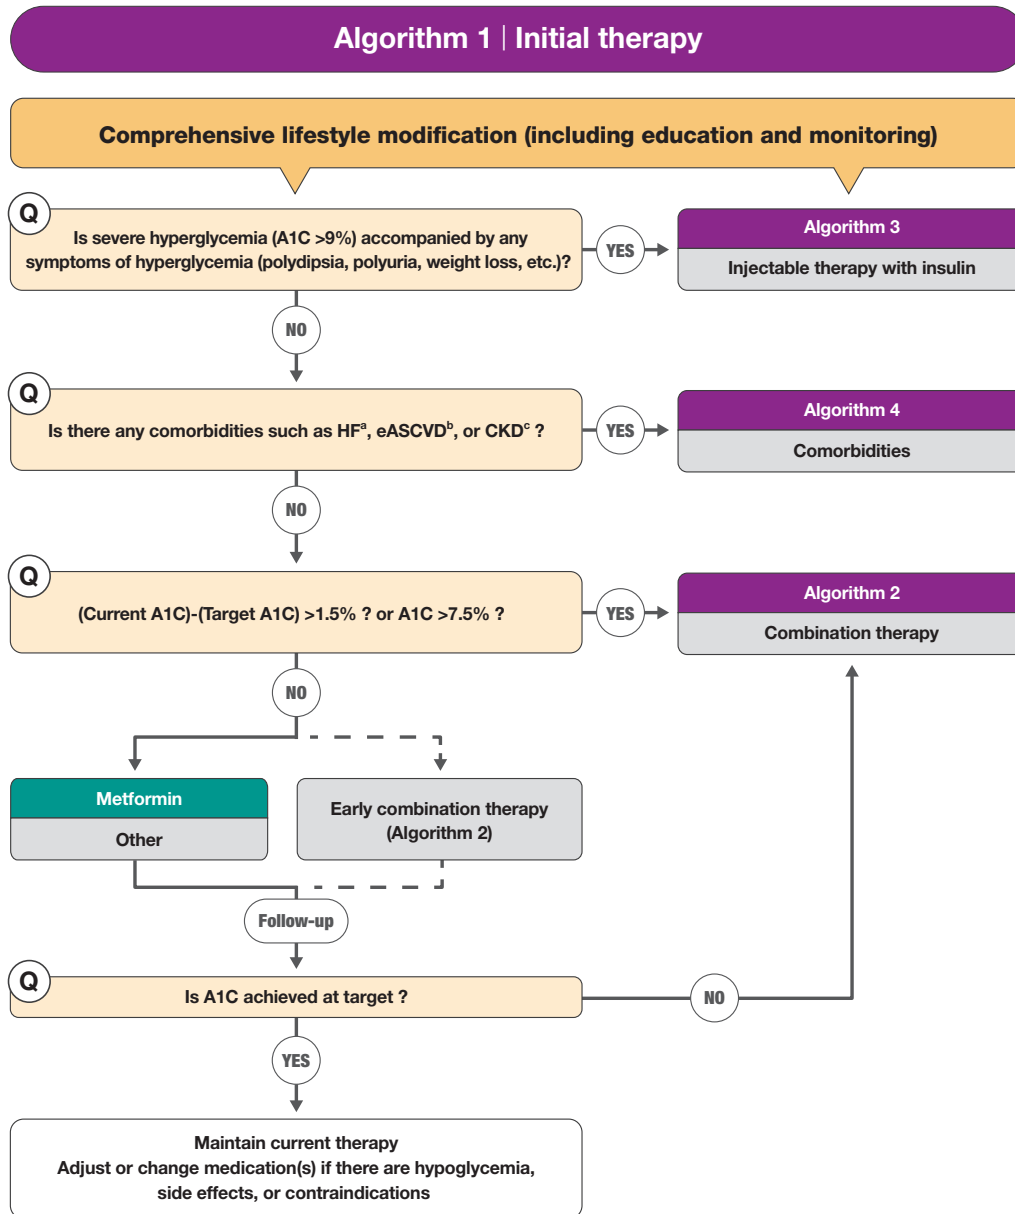 Algorithm 1 | Initial therapy
Comprehensive lifestyle modification (including education and monitoring)
Q
Is severe hyperglycemia (A1C >9%) accompanied by any
symptoms of hyperglycemia (polydipsia, polyuria, weight loss, etc.)?
YES
Algorithm 3
Injectable therapy with insulin
NO
Q
Is there any comorbidities such as HFᵃ, eASCVDᵇ, or CKDᶜ ?
YES
Algorithm 4
Comorbidities
NO
Q
(Current A1C)-(Target A1C) >1.5% ? or A1C >7.5% ?
YES
Algorithm 2
Combination therapy
NO
Metformin
Other
Early combination therapy
(Algorithm 2)
Follow-up
Q
Is A1C achieved at target ?
NO
YES
Maintain current therapy
Adjust or change medication(s) if there are hypoglycemia,
side effects, or contraindications